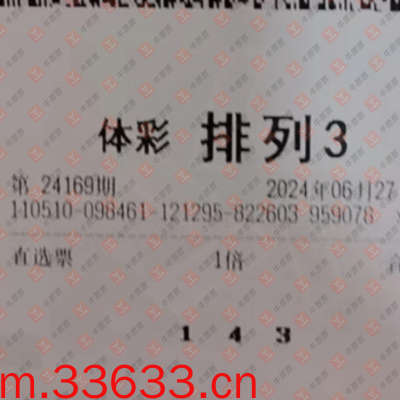 体彩 排列3
第 24169期 2024年06月27
110510-098461-121295-822603 959078
直选票 1倍
1 4 3
m.33633.cn